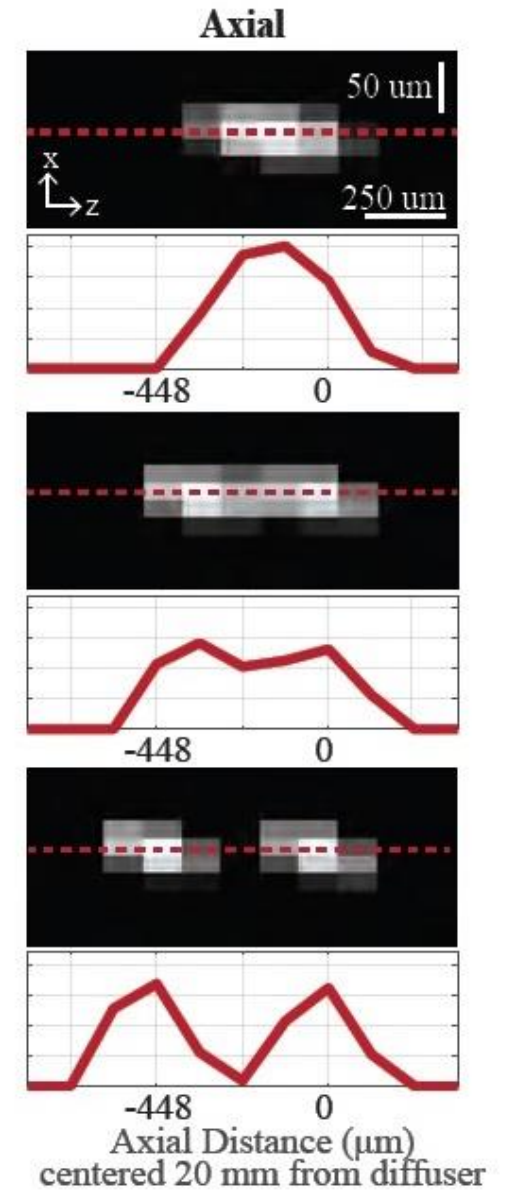 Axial
50 um
x
z
250 um
-448 0
-448 0
-448 0
Axial Distance (μm)
centered 20 mm from diffuser